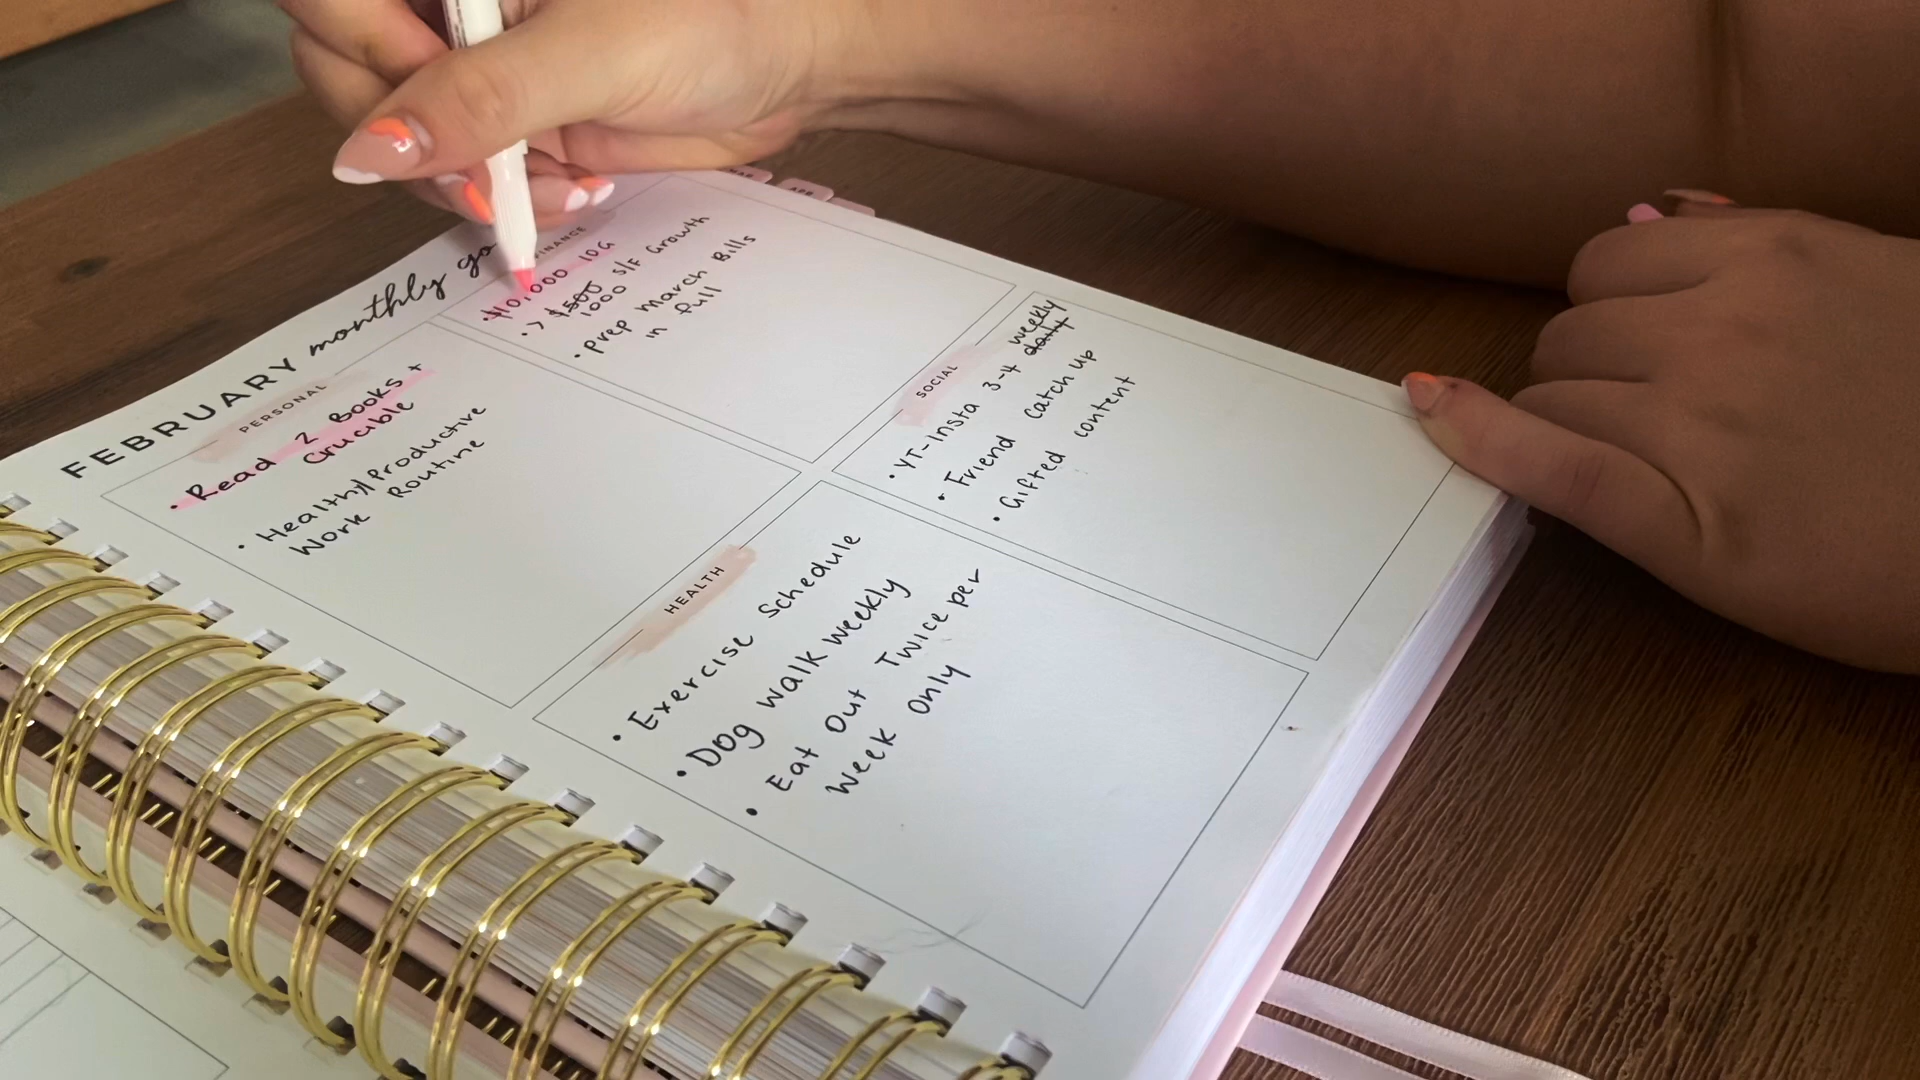 FEBRUARY monthly go
PERSONAL
• Read 2 Books +
Crucible
• Healthy/Productive
Work Routine
FINANCE
• $10,000 10G
• > $500 S/F Growth
1000
• Prep March Bills
in full
SOCIAL
• YT-Insta 3-4 weekly
daily
• Friend Catch Up
• Gifted content
HEALTH
• Exercise Schedule
• Dog walk weekly
• Eat Out Twice per
Week Only
MAR
APR